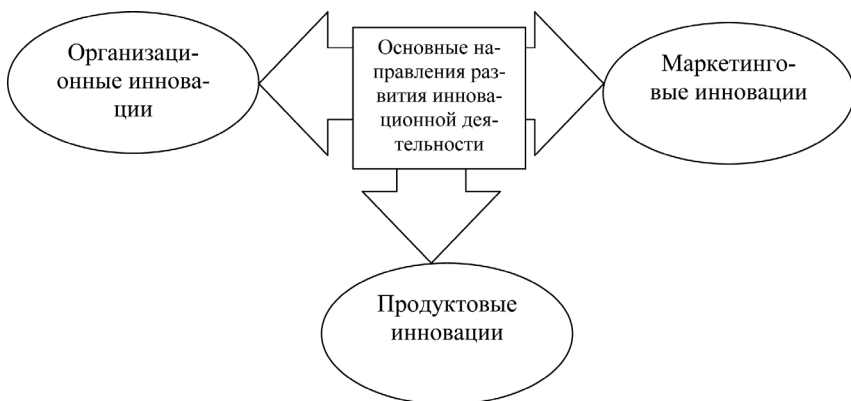 Организаци-
онные иннова-
ции
Основные на-
правления раз-
вития иннова-
ционной дея-
тельности
Маркетинго-
вые инновации
Продуктовые
инновации